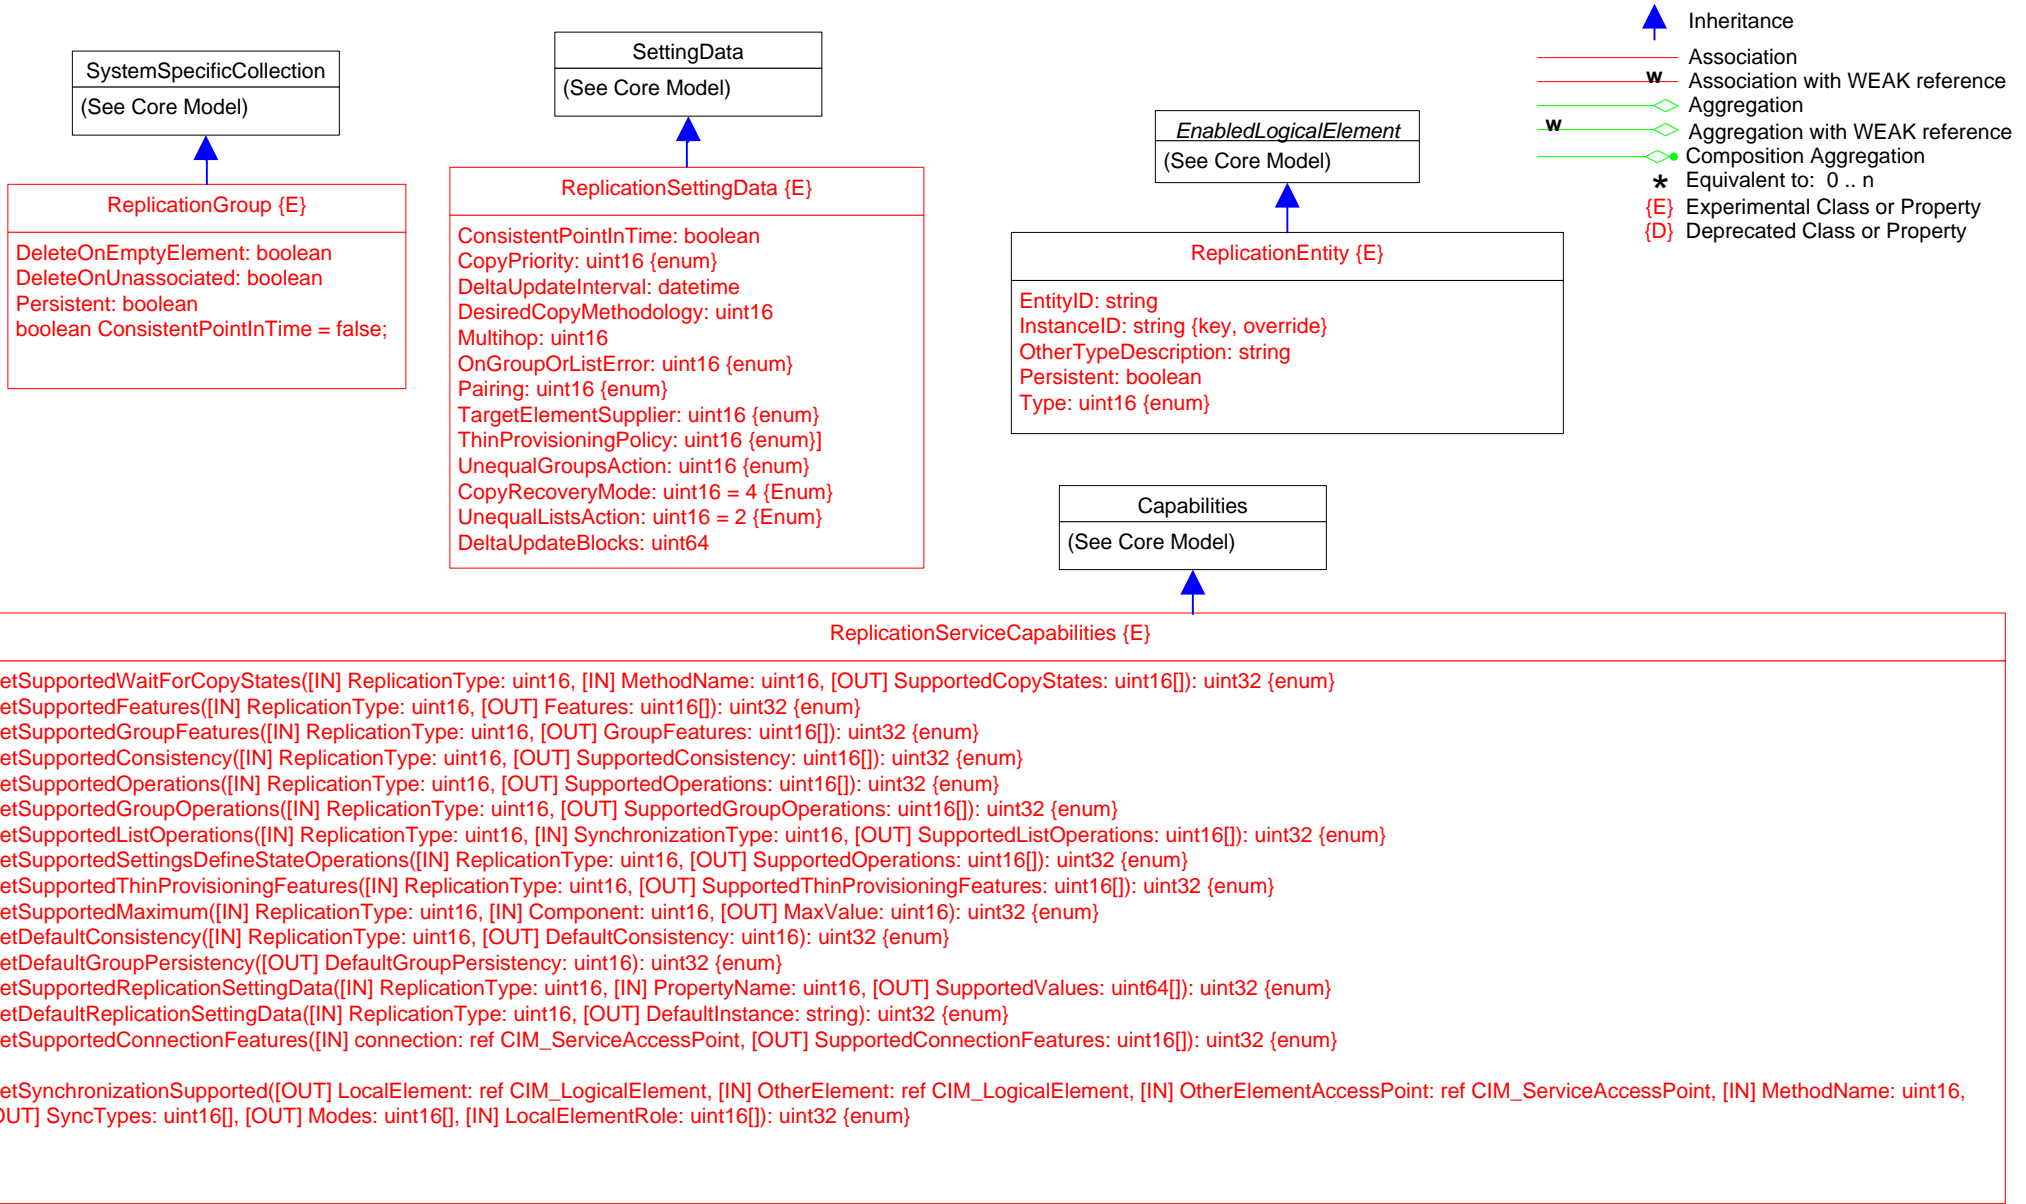 SystemSpecificCollection
(See Core Model)
ReplicationGroup {E}
DeleteOnEmptyElement: boolean
DeleteOnUnassociated: boolean
Persistent: boolean
boolean ConsistentPointInTime = false;
SettingData
(See Core Model)
ReplicationSettingData {E}
ConsistentPointInTime: boolean
CopyPriority: uint16 {enum}
DeltaUpdateInterval: datetime
DesiredCopyMethodology: uint16
Multihop: uint16
OnGroupOrListError: uint16 {enum}
Pairing: uint16 {enum}
TargetElementSupplier: uint16 {enum}
ThinProvisioningPolicy: uint16 {enum}]
UnequalGroupsAction: uint16 {enum}
CopyRecoveryMode: uint16 = 4 {Enum}
UnequalListsAction: uint16 = 2 {Enum}
DeltaUpdateBlocks: uint64
EnabledLogicalElement
(See Core Model)
ReplicationEntity {E}
EntityID: string
InstanceID: string {key, override}
OtherTypeDescription: string
Persistent: boolean
Type: uint16 {enum}
Inheritance
Association
w Association with WEAK reference
Aggregation
w Aggregation with WEAK reference
Composition Aggregation
* Equivalent to: 0 .. n
{E} Experimental Class or Property
{D} Deprecated Class or Property
Capabilities
(See Core Model)
ReplicationServiceCapabilities {E}
etSupportedWaitForCopyStates([IN] ReplicationType: uint16, [IN] MethodName: uint16, [OUT] SupportedCopyStates: uint16[]): uint32 {enum}
etSupportedFeatures([IN] ReplicationType: uint16, [OUT] Features: uint16[]): uint32 {enum}
etSupportedGroupFeatures([IN] ReplicationType: uint16, [OUT] GroupFeatures: uint16[]): uint32 {enum}
etSupportedConsistency([IN] ReplicationType: uint16, [OUT] SupportedConsistency: uint16[]): uint32 {enum}
etSupportedOperations([IN] ReplicationType: uint16, [OUT] SupportedOperations: uint16[]): uint32 {enum}
etSupportedGroupOperations([IN] ReplicationType: uint16, [OUT] SupportedGroupOperations: uint16[]): uint32 {enum}
etSupportedListOperations([IN] ReplicationType: uint16, [IN] SynchronizationType: uint16, [OUT] SupportedListOperations: uint16[]): uint32 {enum}
etSupportedSettingsDefineStateOperations([IN] ReplicationType: uint16, [OUT] SupportedOperations: uint16[]): uint32 {enum}
etSupportedThinProvisioningFeatures([IN] ReplicationType: uint16, [OUT] SupportedThinProvisioningFeatures: uint16[]): uint32 {enum}
etSupportedMaximum([IN] ReplicationType: uint16, [IN] Component: uint16, [OUT] MaxValue: uint16): uint32 {enum}
etDefaultConsistency([IN] ReplicationType: uint16, [OUT] DefaultConsistency: uint16): uint32 {enum}
etDefaultGroupPersistency([OUT] DefaultGroupPersistency: uint16): uint32 {enum}
etSupportedReplicationSettingData([IN] ReplicationType: uint16, [IN] PropertyName: uint16, [OUT] SupportedValues: uint64[]): uint32 {enum}
etDefaultReplicationSettingData([IN] ReplicationType: uint16, [OUT] DefaultInstance: string): uint32 {enum}
etSupportedConnectionFeatures([IN] connection: ref CIM_ServiceAccessPoint, [OUT] SupportedConnectionFeatures: uint16[]): uint32 {enum}
etSynchronizationSupported([OUT] LocalElement: ref CIM_LogicalElement, [IN] OtherElement: ref CIM_LogicalElement, [IN] OtherElementAccessPoint: ref CIM_ServiceAccessPoint, [IN] MethodName: uint16,
OUT] SyncTypes: uint16[], [OUT] Modes: uint16[], [IN] LocalElementRole: uint16[]): uint32 {enum}